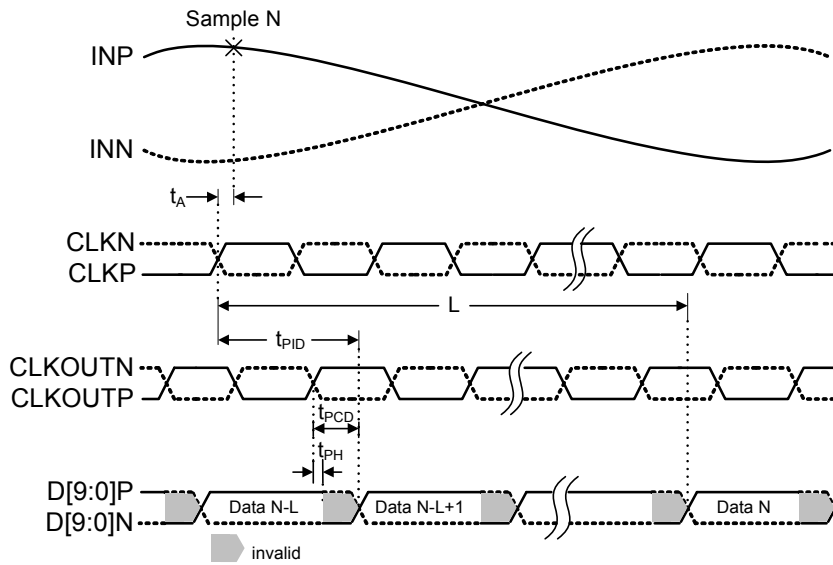 Sample N
INP
INN
tA
CLKN
CLKP
L
tPID
CLKOUTN
CLKOUTP
tPCD
tPH
D[9:0]P
D[9:0]N
Data N-L
Data N-L+1
Data N
invalid